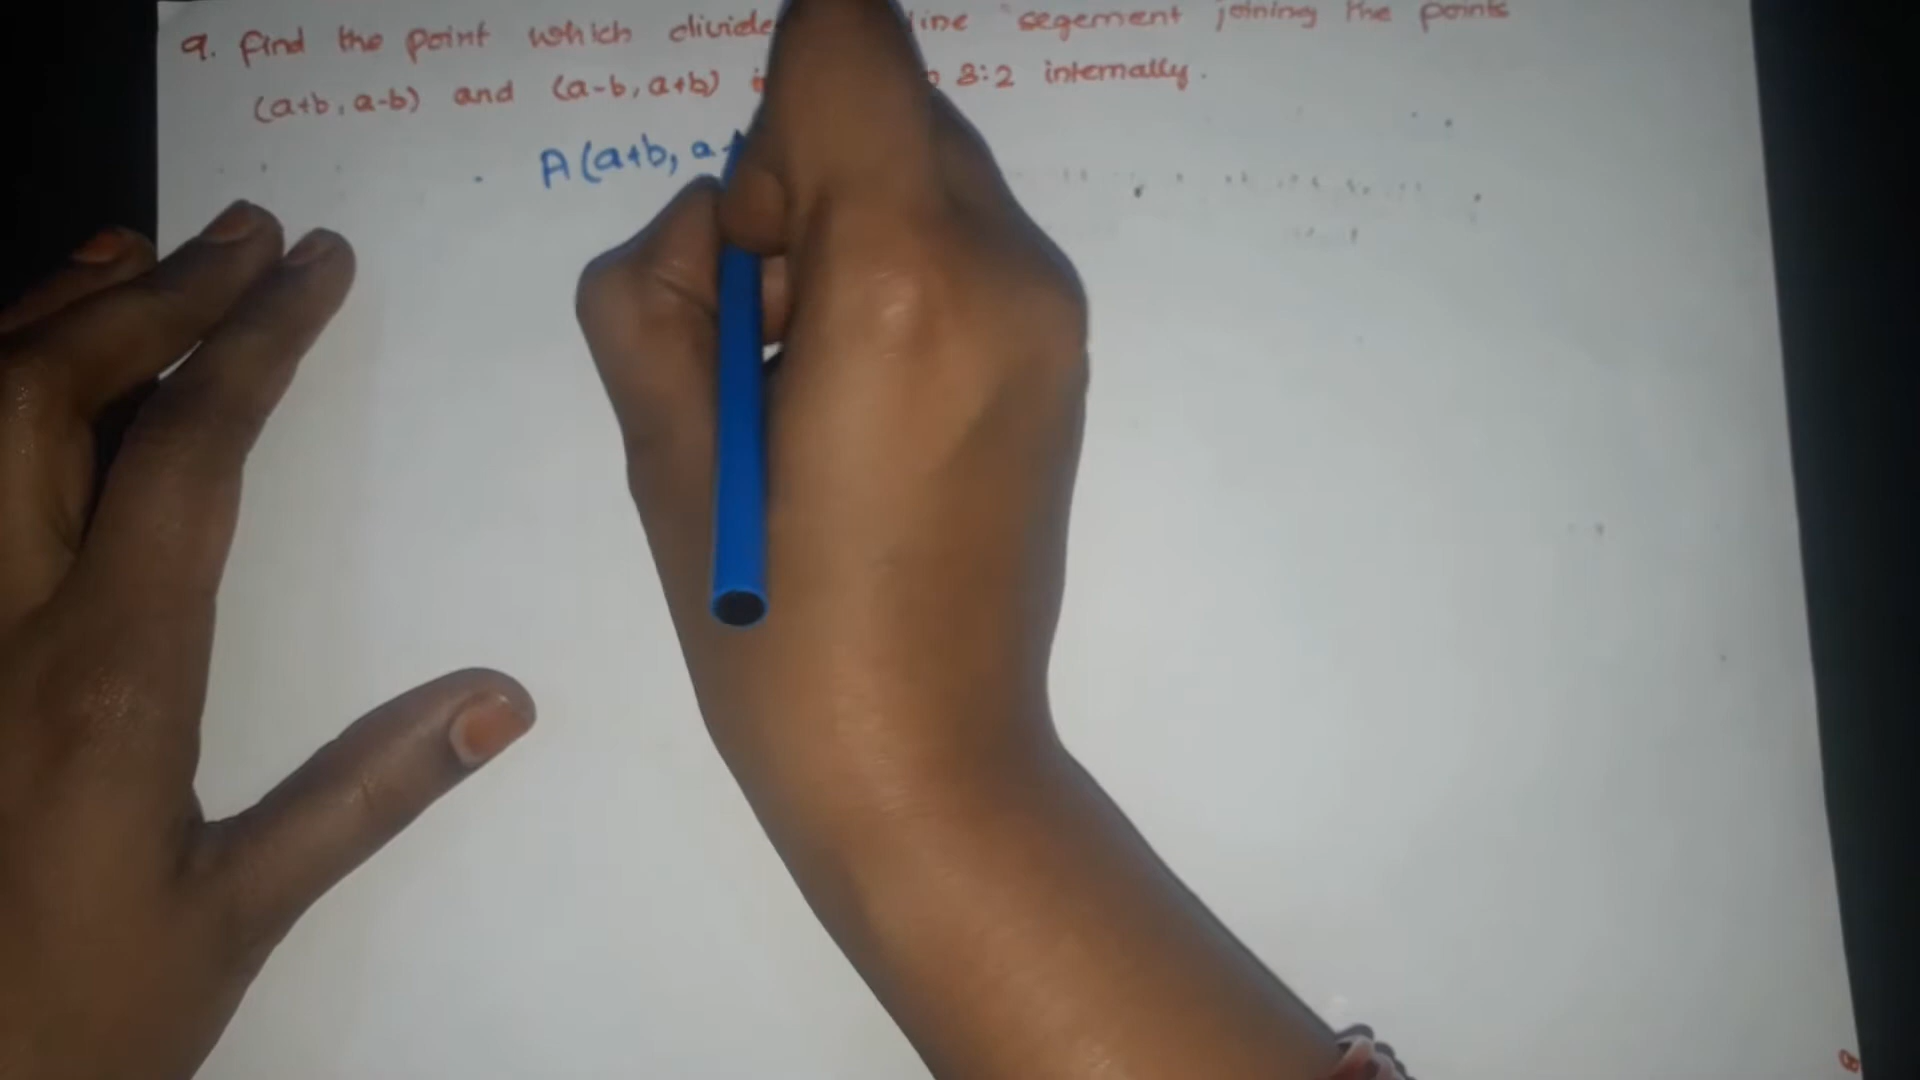 9. find the point which divide line segement joining the points
(a+b, a-b) and (a-b, a+b) 3:2 internally.
A(a+b, a